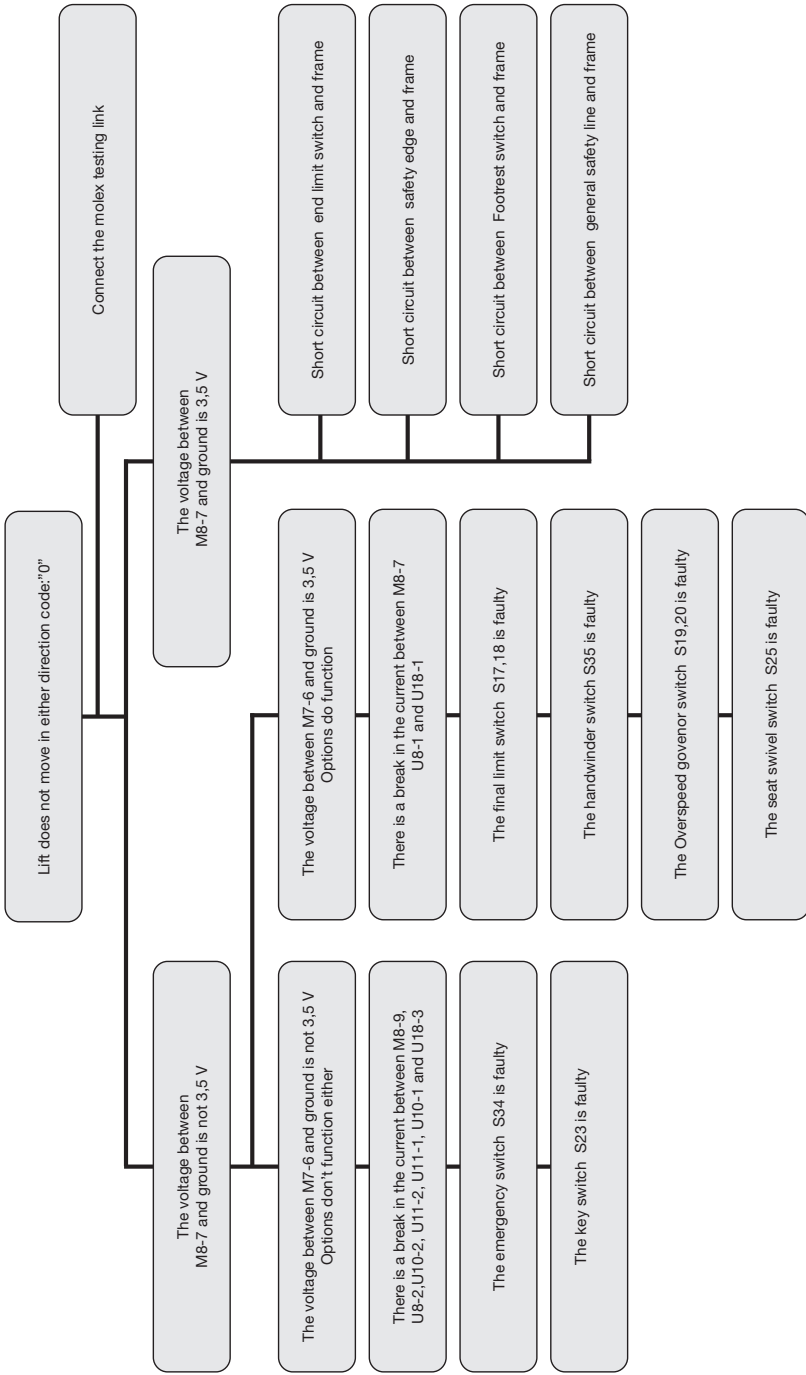 Lift does not move in either direction code:”0”
Connect the molex testing link
The voltage between
M8-7 and ground is not 3,5 V
The voltage between
M8-7 and ground is 3,5 V
The voltage between M7-6 and ground is not 3,5 V
Options don’t function either
There is a break in the current between M8-9,
U8-2,U10-2, U11-2, U11-1, U10-1 and U18-3
The emergency switch S34 is faulty
The key switch S23 is faulty
The voltage between M7-6 and ground is 3,5 V
Options do function
There is a break in the current between M8-7
U8-1 and U18-1
The final limit switch S17,18 is faulty
The handwinder switch S35 is faulty
The Overspeed govenor switch S19,20 is faulty
The seat swivel switch S25 is faulty
Short circuit between end limit switch and frame
Short circuit between safety edge and frame
Short circuit between Footrest switch and frame
Short circuit between general safety line and frame